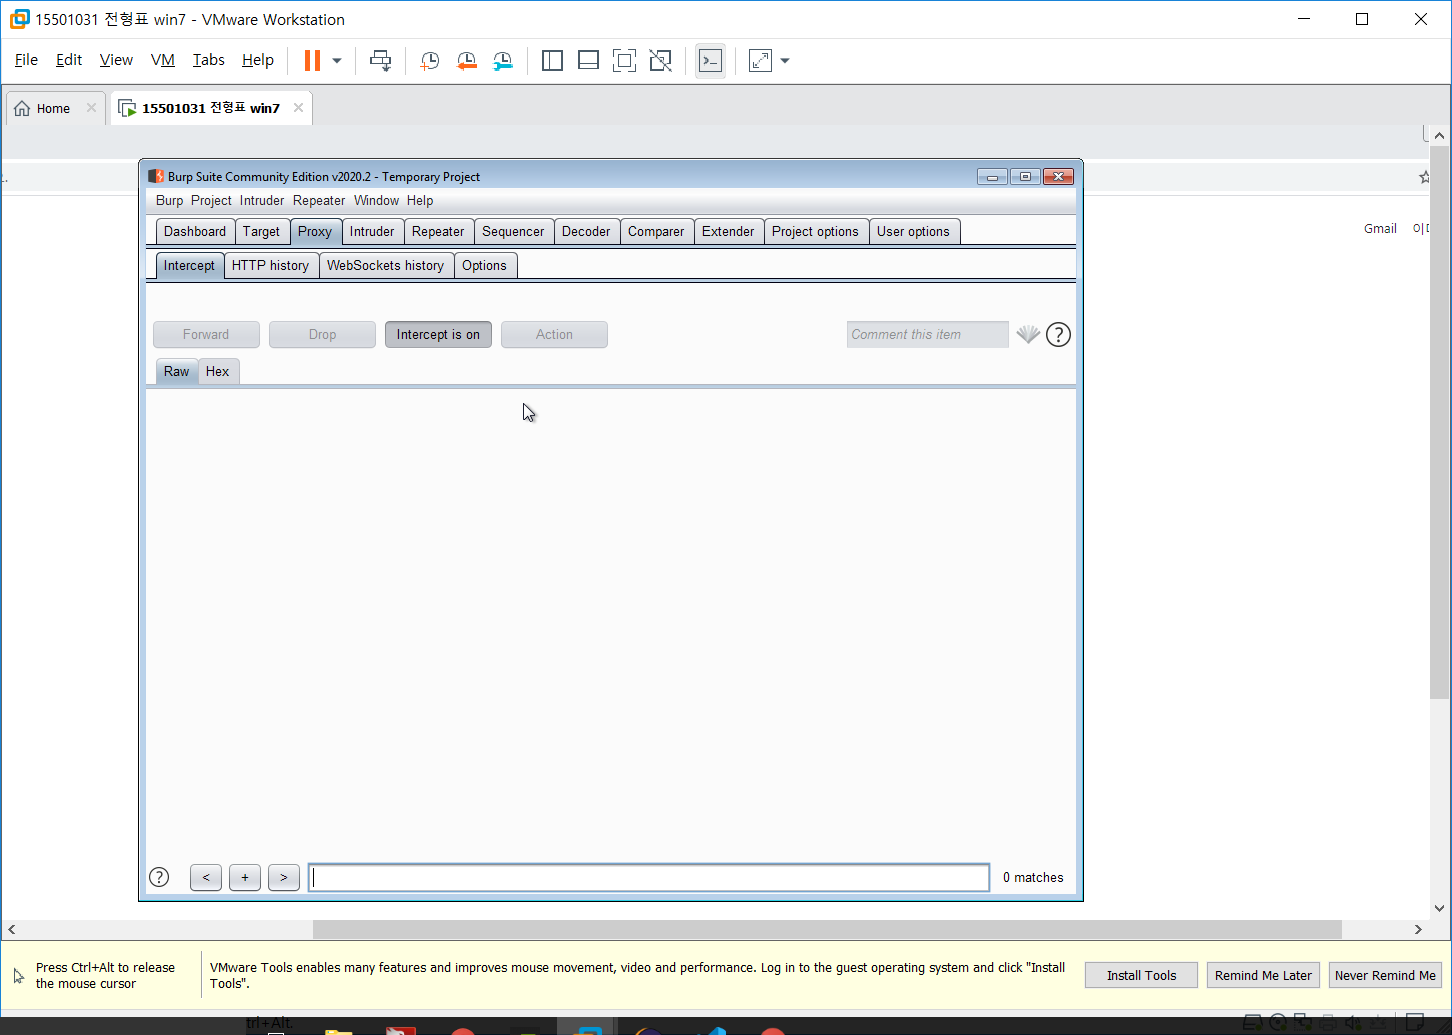 15501031 전형표 win7 - VMware Workstation
File Edit View VM Tabs Help
Home 15501031 전형표 win7
Burp Suite Community Edition v2020.2 - Temporary Project
Burp Project Intruder Repeater Window Help
Dashboard Target Proxy Intruder Repeater Sequencer Decoder Comparer Extender Project options User options
Gmail
Intercept HTTP history WebSockets history Options
Forward Drop Intercept is on Action Comment this item
Raw Hex
< + > 0 matches
Press Ctrl+Alt to release
the mouse cursor
VMware Tools enables many features and improves mouse movement, video and performance. Log in to the guest operating system and click "Install
Tools".
Install Tools Remind Me Later Never Remind Me
trl+Alt.